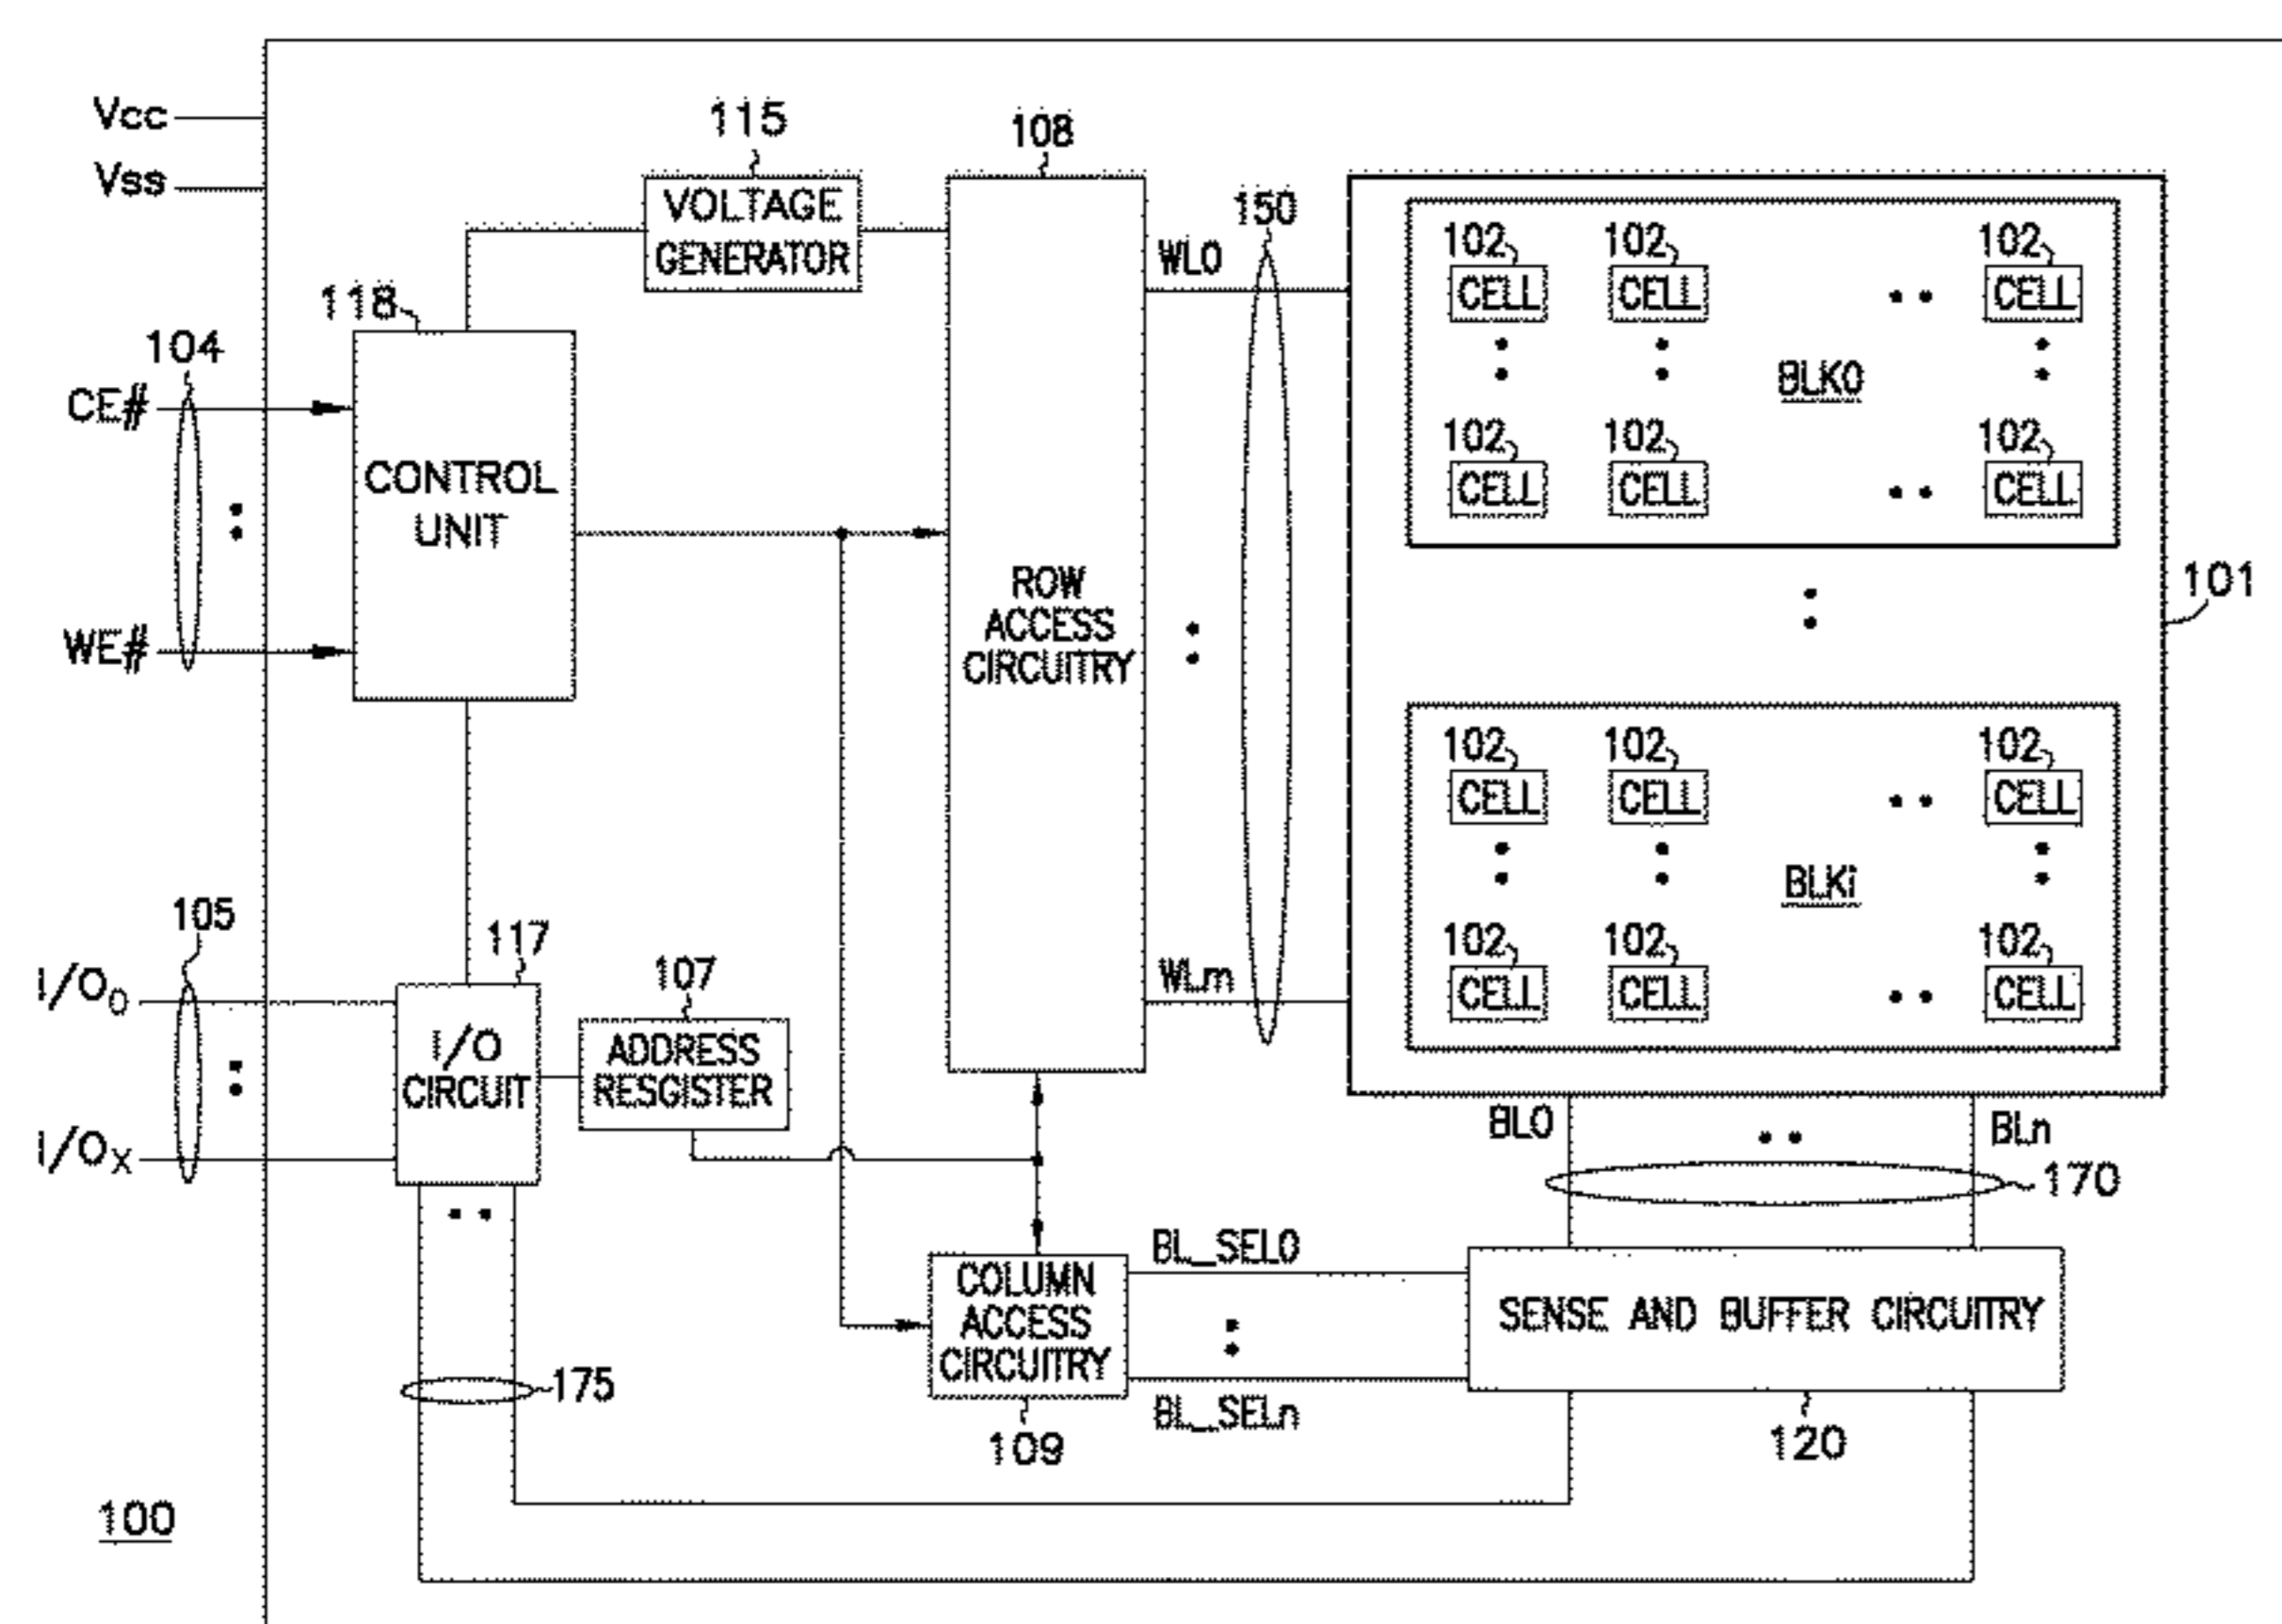 Vcc
Vss
115
VOLTAGE
GENERATOR
108
150
WL0
118
104
CE#
CONTROL
UNIT
WE#
ROW
ACCESS
CIRCUITRY
WLm
102 102 102
CELL CELL CELL
BLK0
102 102 102
CELL CELL CELL
101
102 102 102
CELL CELL CELL
BLKi
102 102 102
CELL CELL CELL
105
I/O0
I/OX
117
I/O
CIRCUIT
107
ADDRESS
RESGISTER
BL0
BLn
170
BL_SEL0
COLUMN
ACCESS
CIRCUITRY
BL_SELn
109
SENSE AND BUFFER CIRCUITRY
120
175
100